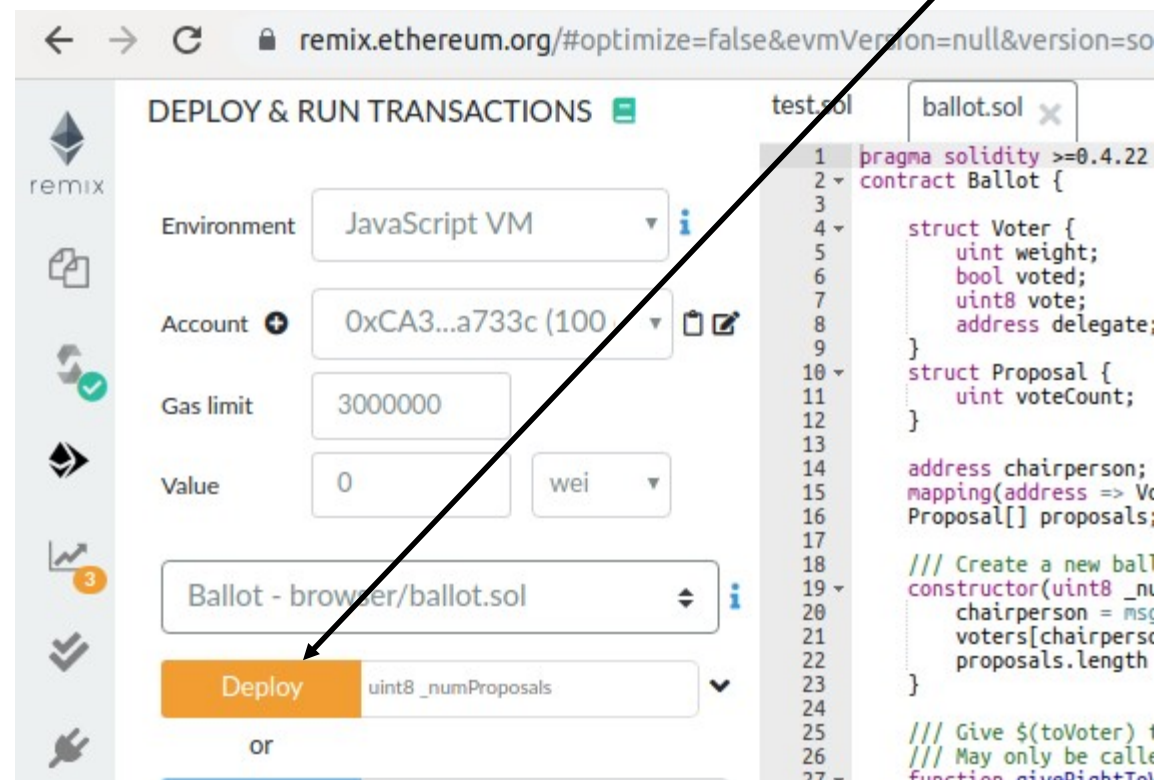 remix.ethereum.org/#optimize=false&evmVersion=null&version=so
remix
DEPLOY & RUN TRANSACTIONS
Environment
JavaScript VM
Account
0xCA3...a733c (100
Gas limit
3000000
Value
0
wei
3
Ballot - browser/ballot.sol
Deploy
uint8 _numProposals
or
test.sol
ballot.sol
1 pragma solidity >=0.4.22
2 contract Ballot {
3
4 struct Voter {
5 uint weight;
6 bool voted;
7 uint8 vote;
8 address delegate;
9 }
10 struct Proposal {
11 uint voteCount;
12 }
13
14 address chairperson;
15 mapping(address => Vo
16 Proposal[] proposals;
17
18 /// Create a new ball
19 constructor(uint8 _nu
20 chairperson = msg
21 voters[chairperso
22 proposals.length
23 }
24
25 /// Give $(toVoter) t
26 /// May only be calle
27 function giveRightToV